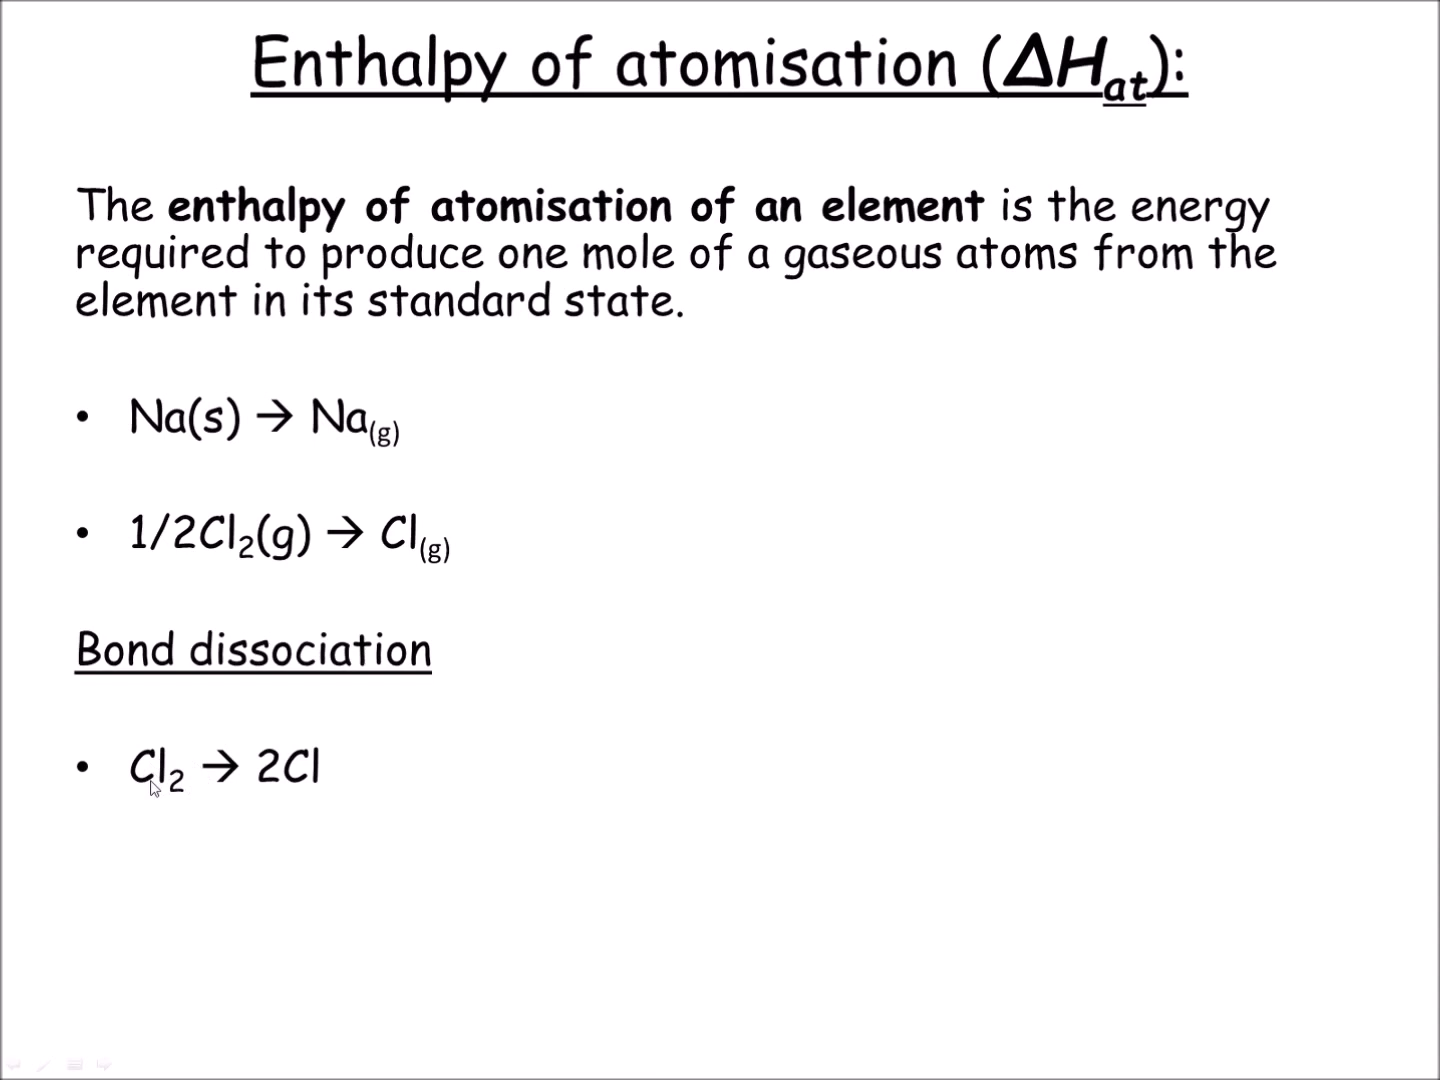 Enthalpy of atomisation (ΔHat):
The enthalpy of atomisation of an element is the energy
required to produce one mole of a gaseous atoms from the
element in its standard state.
• Na(s) → Na(g)
• 1/2Cl2(g) → Cl(g)
Bond dissociation
• Cl2 → 2Cl